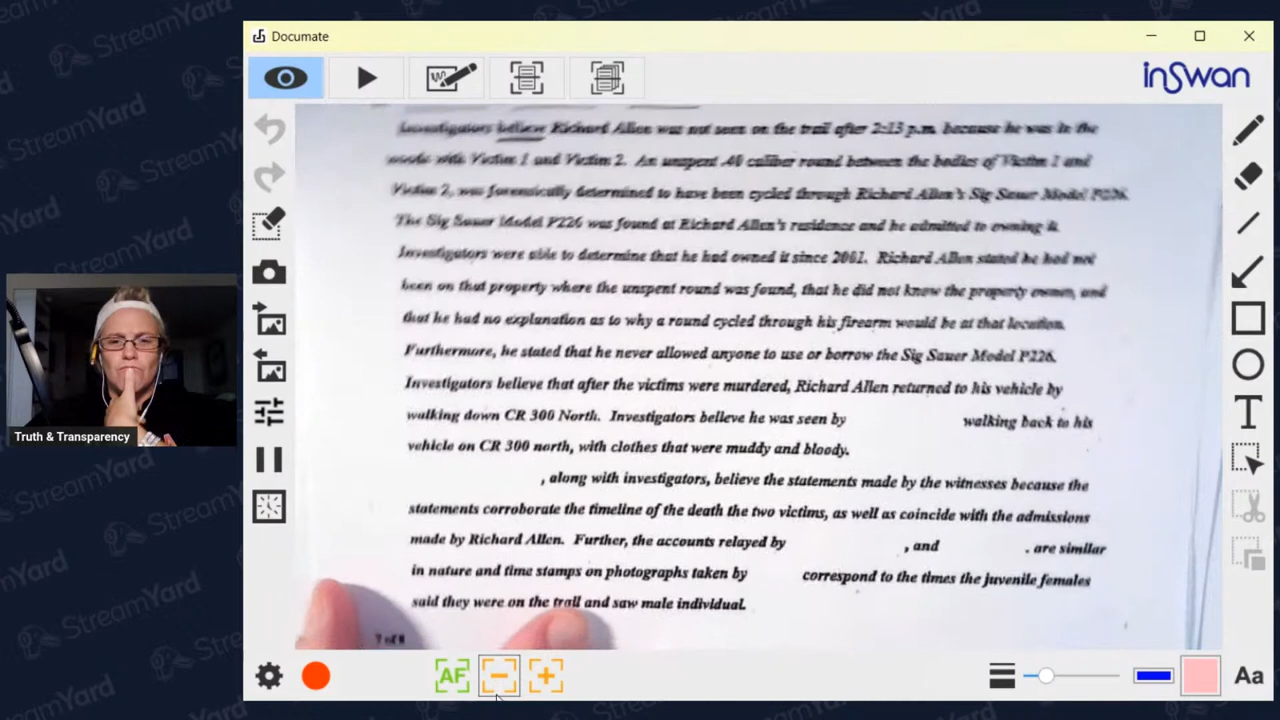 StreamYard
Documate
inSwan
Investigators believe Richard Allen was not seen on the trail after 2:13 p.m. because he was in the
woods with Victim 1 and Victim 2. An unspent .40 caliber round between the bodies of Victim 1 and
Victim 2, was forensically determined to have been cycled through Richard Allen's Sig Sauer Model P226.
The Sig Sauer Model P226 was found at Richard Allen's residence and he admitted to owning it.
Investigators were able to determine that he had owned it since 2001. Richard Allen stated he had not
been on that property where the unspent round was found, that he did not know the property owner, and
that he had no explanation as to why a round cycled through his firearm would be at that location.
Furthermore, he stated that he never allowed anyone to use or borrow the Sig Sauer Model P226.
Investigators believe that after the victims were murdered, Richard Allen returned to his vehicle by
walking down CR 300 North. Investigators believe he was seen by walking back to his
vehicle on CR 300 north, with clothes that were muddy and bloody.
, along with investigators, believe the statements made by the witnesses because the
statements corroborate the timeline of the death the two victims, as well as coincide with the admissions
made by Richard Allen. Further, the accounts relayed by , and . are similar
in nature and time stamps on photographs taken by correspond to the times the juvenile females
said they were on the trail and saw male individual.
7 of 8
Truth & Transparency
AF
T
Aa